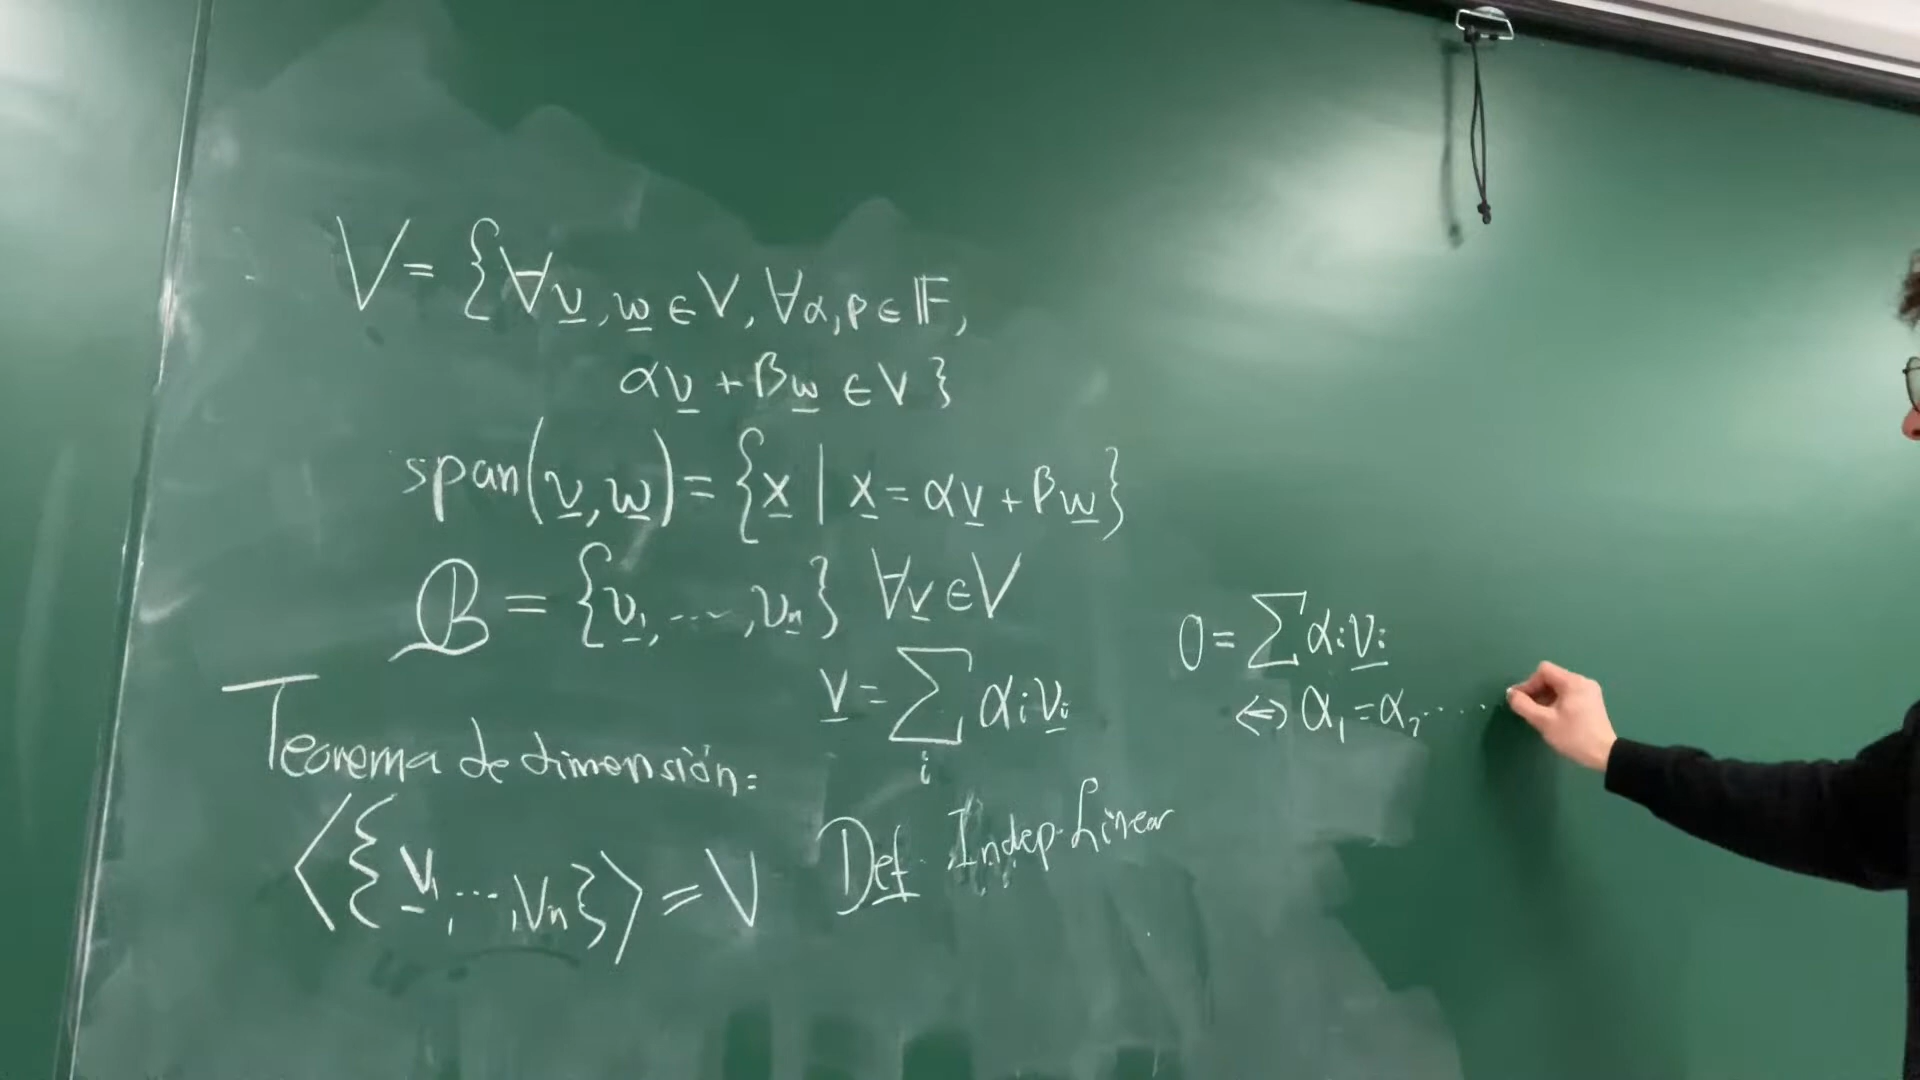 V = {∀v, w ∈ V, ∀α, β ∈ 𝔽,
αv + βw ∈ V}
span(v, w) = {x | x = αv + βw}
B = {v₁, ..., vₙ} ∀v ∈ V
v = ∑ᵢ αᵢvᵢ
Teorema de dimensión:
⟨{v₁, ..., vₙ}⟩ = V
Def Indep. Linear
0 = ∑ αᵢvᵢ
⇔ α₁ = α₂ .....